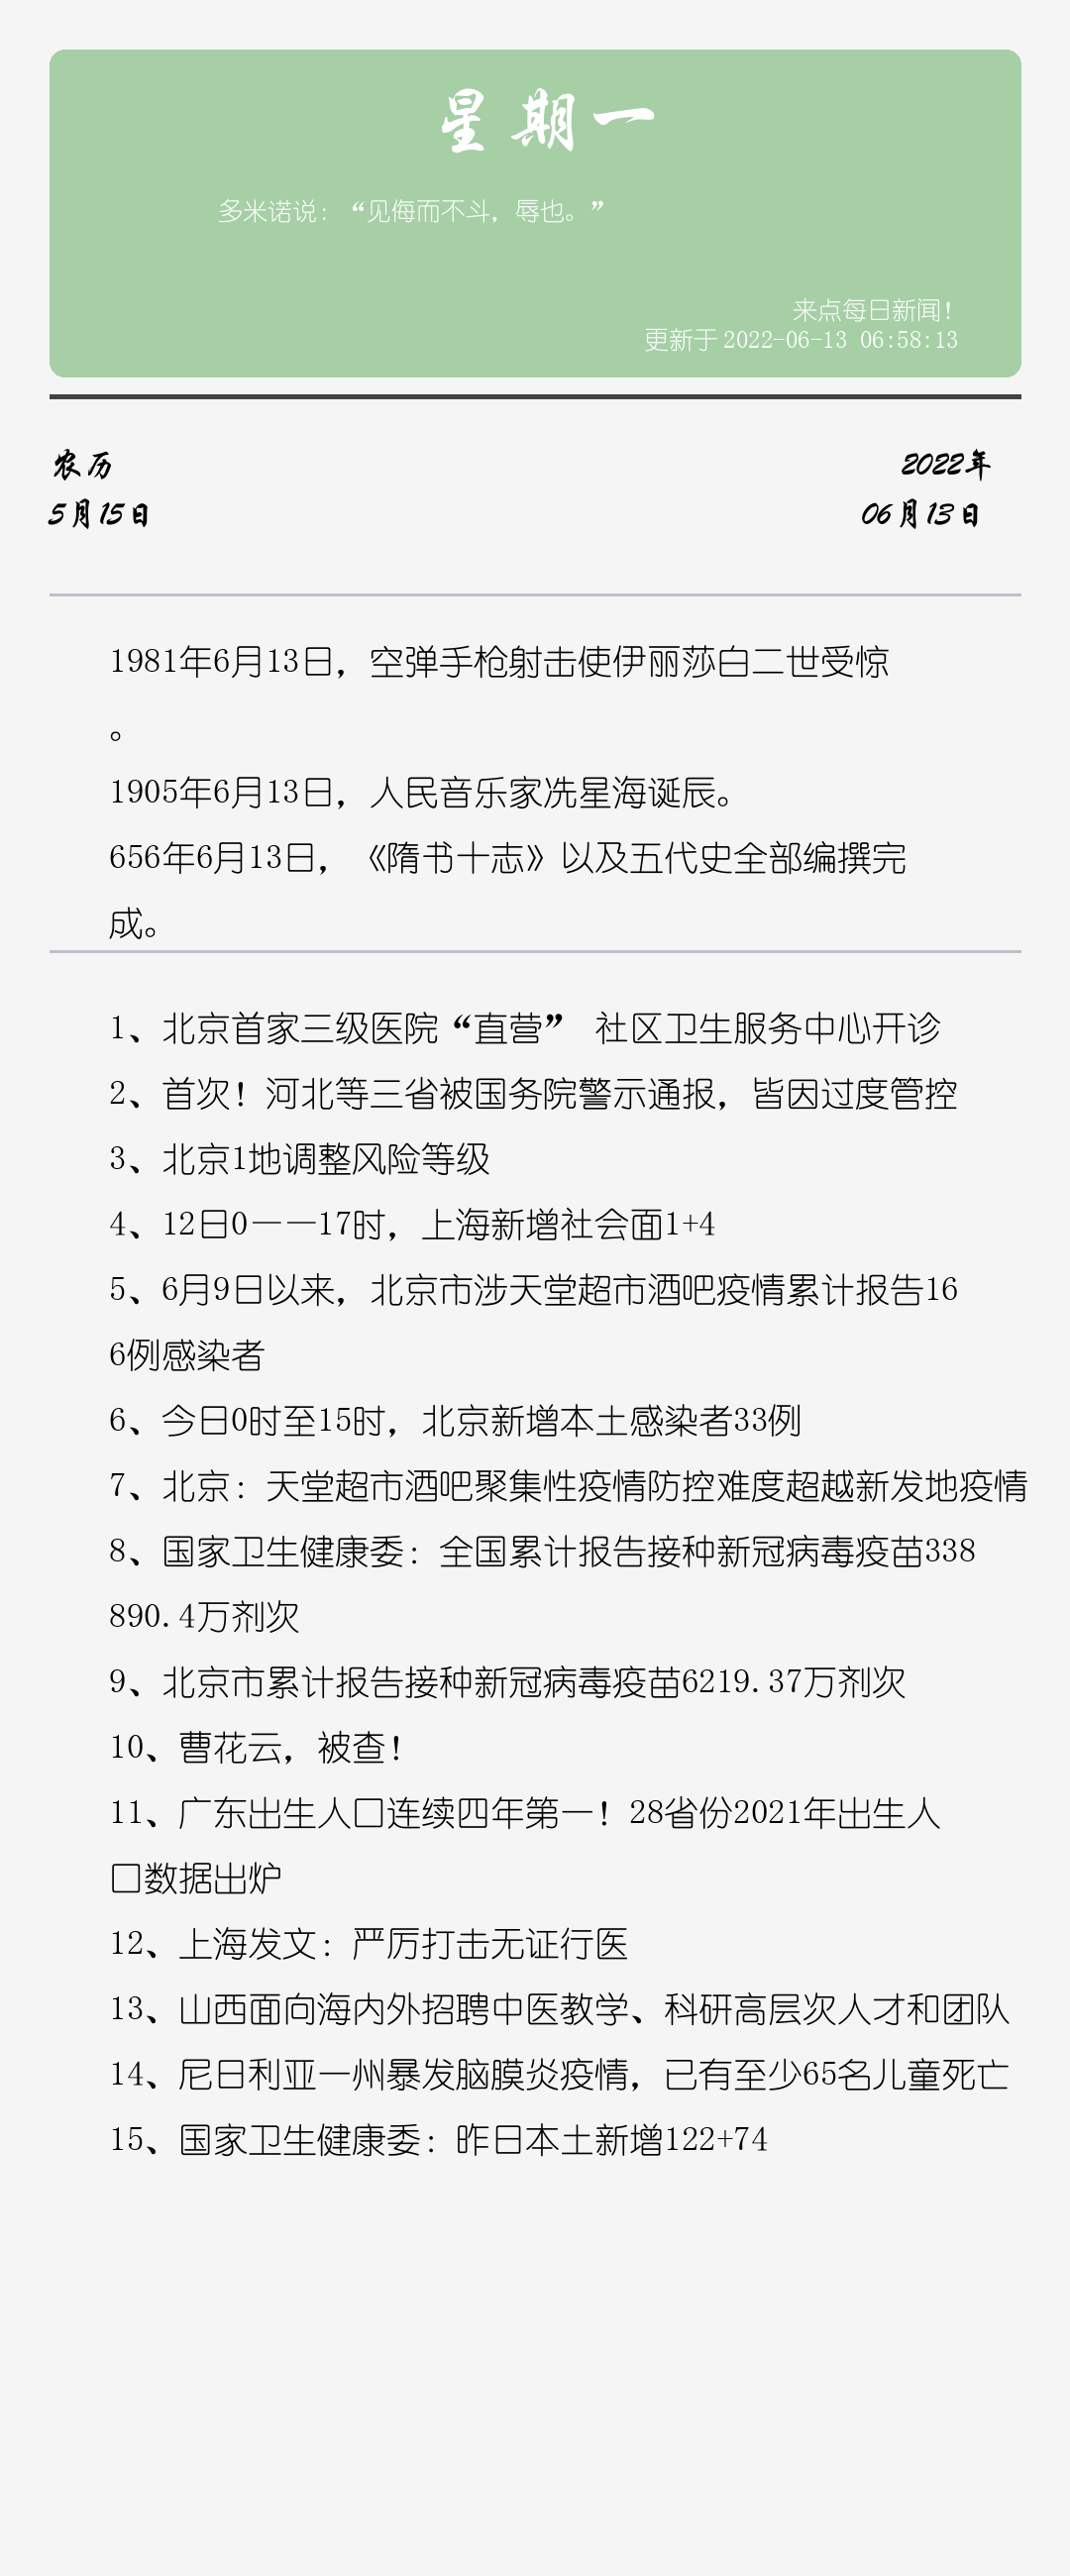 星期一
多米诺说：“见侮而不斗，辱也。”
来点每日新闻！
更新于 2022-06-13 06:58:13
农历
2022年
5月15日
06月13日
1981年6月13日，空弹手枪射击使伊丽莎白二世受惊
。
1905年6月13日，人民音乐家冼星海诞辰。
656年6月13日，《隋书十志》以及五代史全部编撰完
成。
1、北京首家三级医院“直营” 社区卫生服务中心开诊
2、首次！河北等三省被国务院警示通报，皆因过度管控
3、北京1地调整风险等级
4、12日0——17时，上海新增社会面1+4
5、6月9日以来，北京市涉天堂超市酒吧疫情累计报告16
6例感染者
6、今日0时至15时，北京新增本土感染者33例
7、北京：天堂超市酒吧聚集性疫情防控难度超越新发地疫情
8、国家卫生健康委：全国累计报告接种新冠病毒疫苗338
890.4万剂次
9、北京市累计报告接种新冠病毒疫苗6219.37万剂次
10、曹花云，被查！
11、广东出生人口连续四年第一！28省份2021年出生人
口数据出炉
12、上海发文：严厉打击无证行医
13、山西面向海内外招聘中医教学、科研高层次人才和团队
14、尼日利亚一州暴发脑膜炎疫情，已有至少65名儿童死亡
15、国家卫生健康委：昨日本土新增122+74